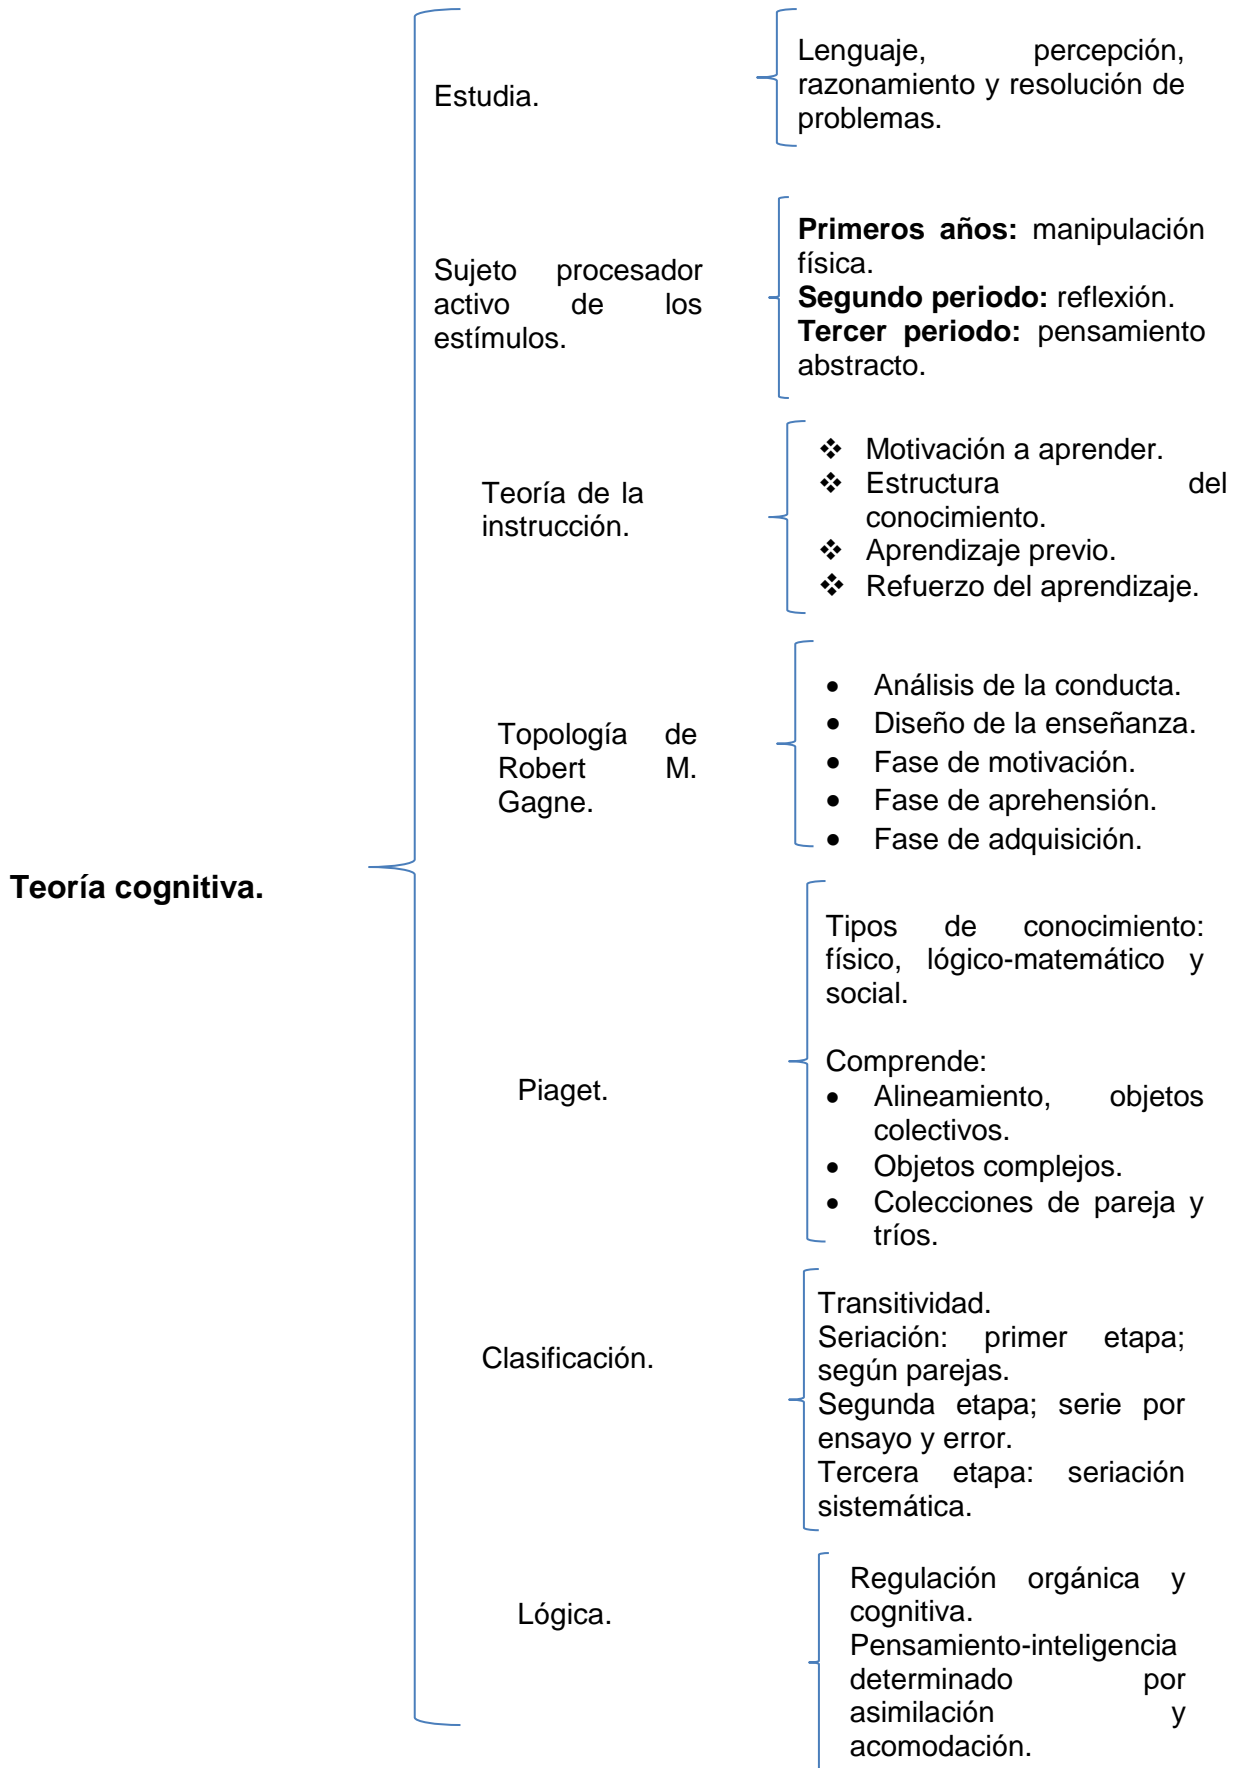 Lenguaje, percepción,
razonamiento y resolución de
problemas.
Estudia.
Primeros años: manipulación
física.
Segundo periodo: reflexión.
Tercer periodo: pensamiento
abstracto.
Sujeto procesador
activo de los
estímulos.
❖ Motivación a aprender.
❖ Estructura del
conocimiento.
❖ Aprendizaje previo.
❖ Refuerzo del aprendizaje.
Teoría de la
instrucción.
• Análisis de la conducta.
• Diseño de la enseñanza.
• Fase de motivación.
• Fase de aprehensión.
• Fase de adquisición.
Topología de
Robert M.
Gagne.
Teoría cognitiva.
Tipos de conocimiento:
físico, lógico-matemático y
social.
Comprende:
• Alineamiento, objetos
colectivos.
• Objetos complejos.
• Colecciones de pareja y
tríos.
Piaget.
Transitividad.
Seriación: primer etapa;
según parejas.
Segunda etapa; serie por
ensayo y error.
Tercera etapa: seriación
sistemática.
Clasificación.
Regulación orgánica y
cognitiva.
Pensamiento-inteligencia
determinado por
asimilación y
acomodación.
Lógica.